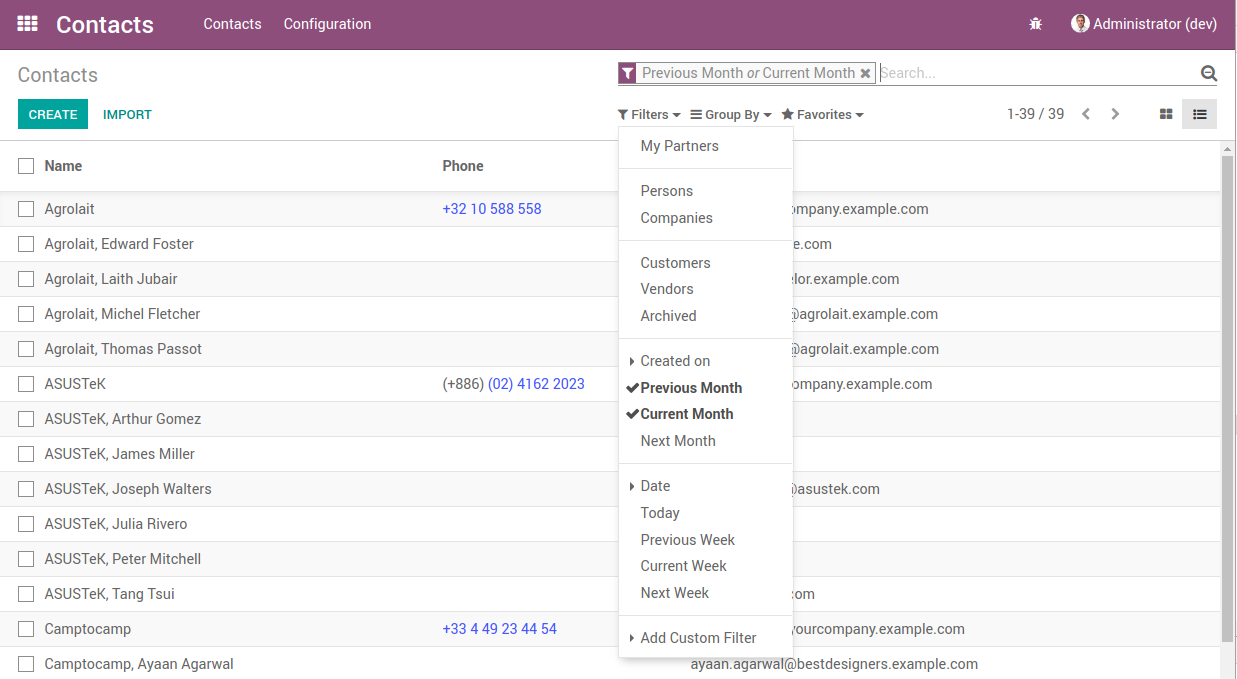 Contacts Contacts Configuration Administrator (dev)
Contacts Previous Month or Current Month Search...
CREATE IMPORT Filters Group By Favorites 1-39 / 39
Name Phone
My Partners
Persons
Companies
Customers
Vendors
Archived
Created on
Previous Month
Current Month
Next Month
Date
Today
Previous Week
Current Week
Next Week
Add Custom Filter
Agrolait +32 10 588 558 ompany.example.com
Agrolait, Edward Foster e.com
Agrolait, Laith Jubair elor.example.com
Agrolait, Michel Fletcher @agrolait.example.com
Agrolait, Thomas Passot @agrolait.example.com
ASUSTeK (+886) (02) 4162 2023 ompany.example.com
ASUSTeK, Arthur Gomez
ASUSTeK, James Miller
ASUSTeK, Joseph Walters @asustek.com
ASUSTeK, Julia Rivero
ASUSTeK, Peter Mitchell
ASUSTeK, Tang Tsui .com
Camptocamp +33 4 49 23 44 54 yourcompany.example.com
Camptocamp, Ayaan Agarwal ayaan.agarwal@bestdesigners.example.com